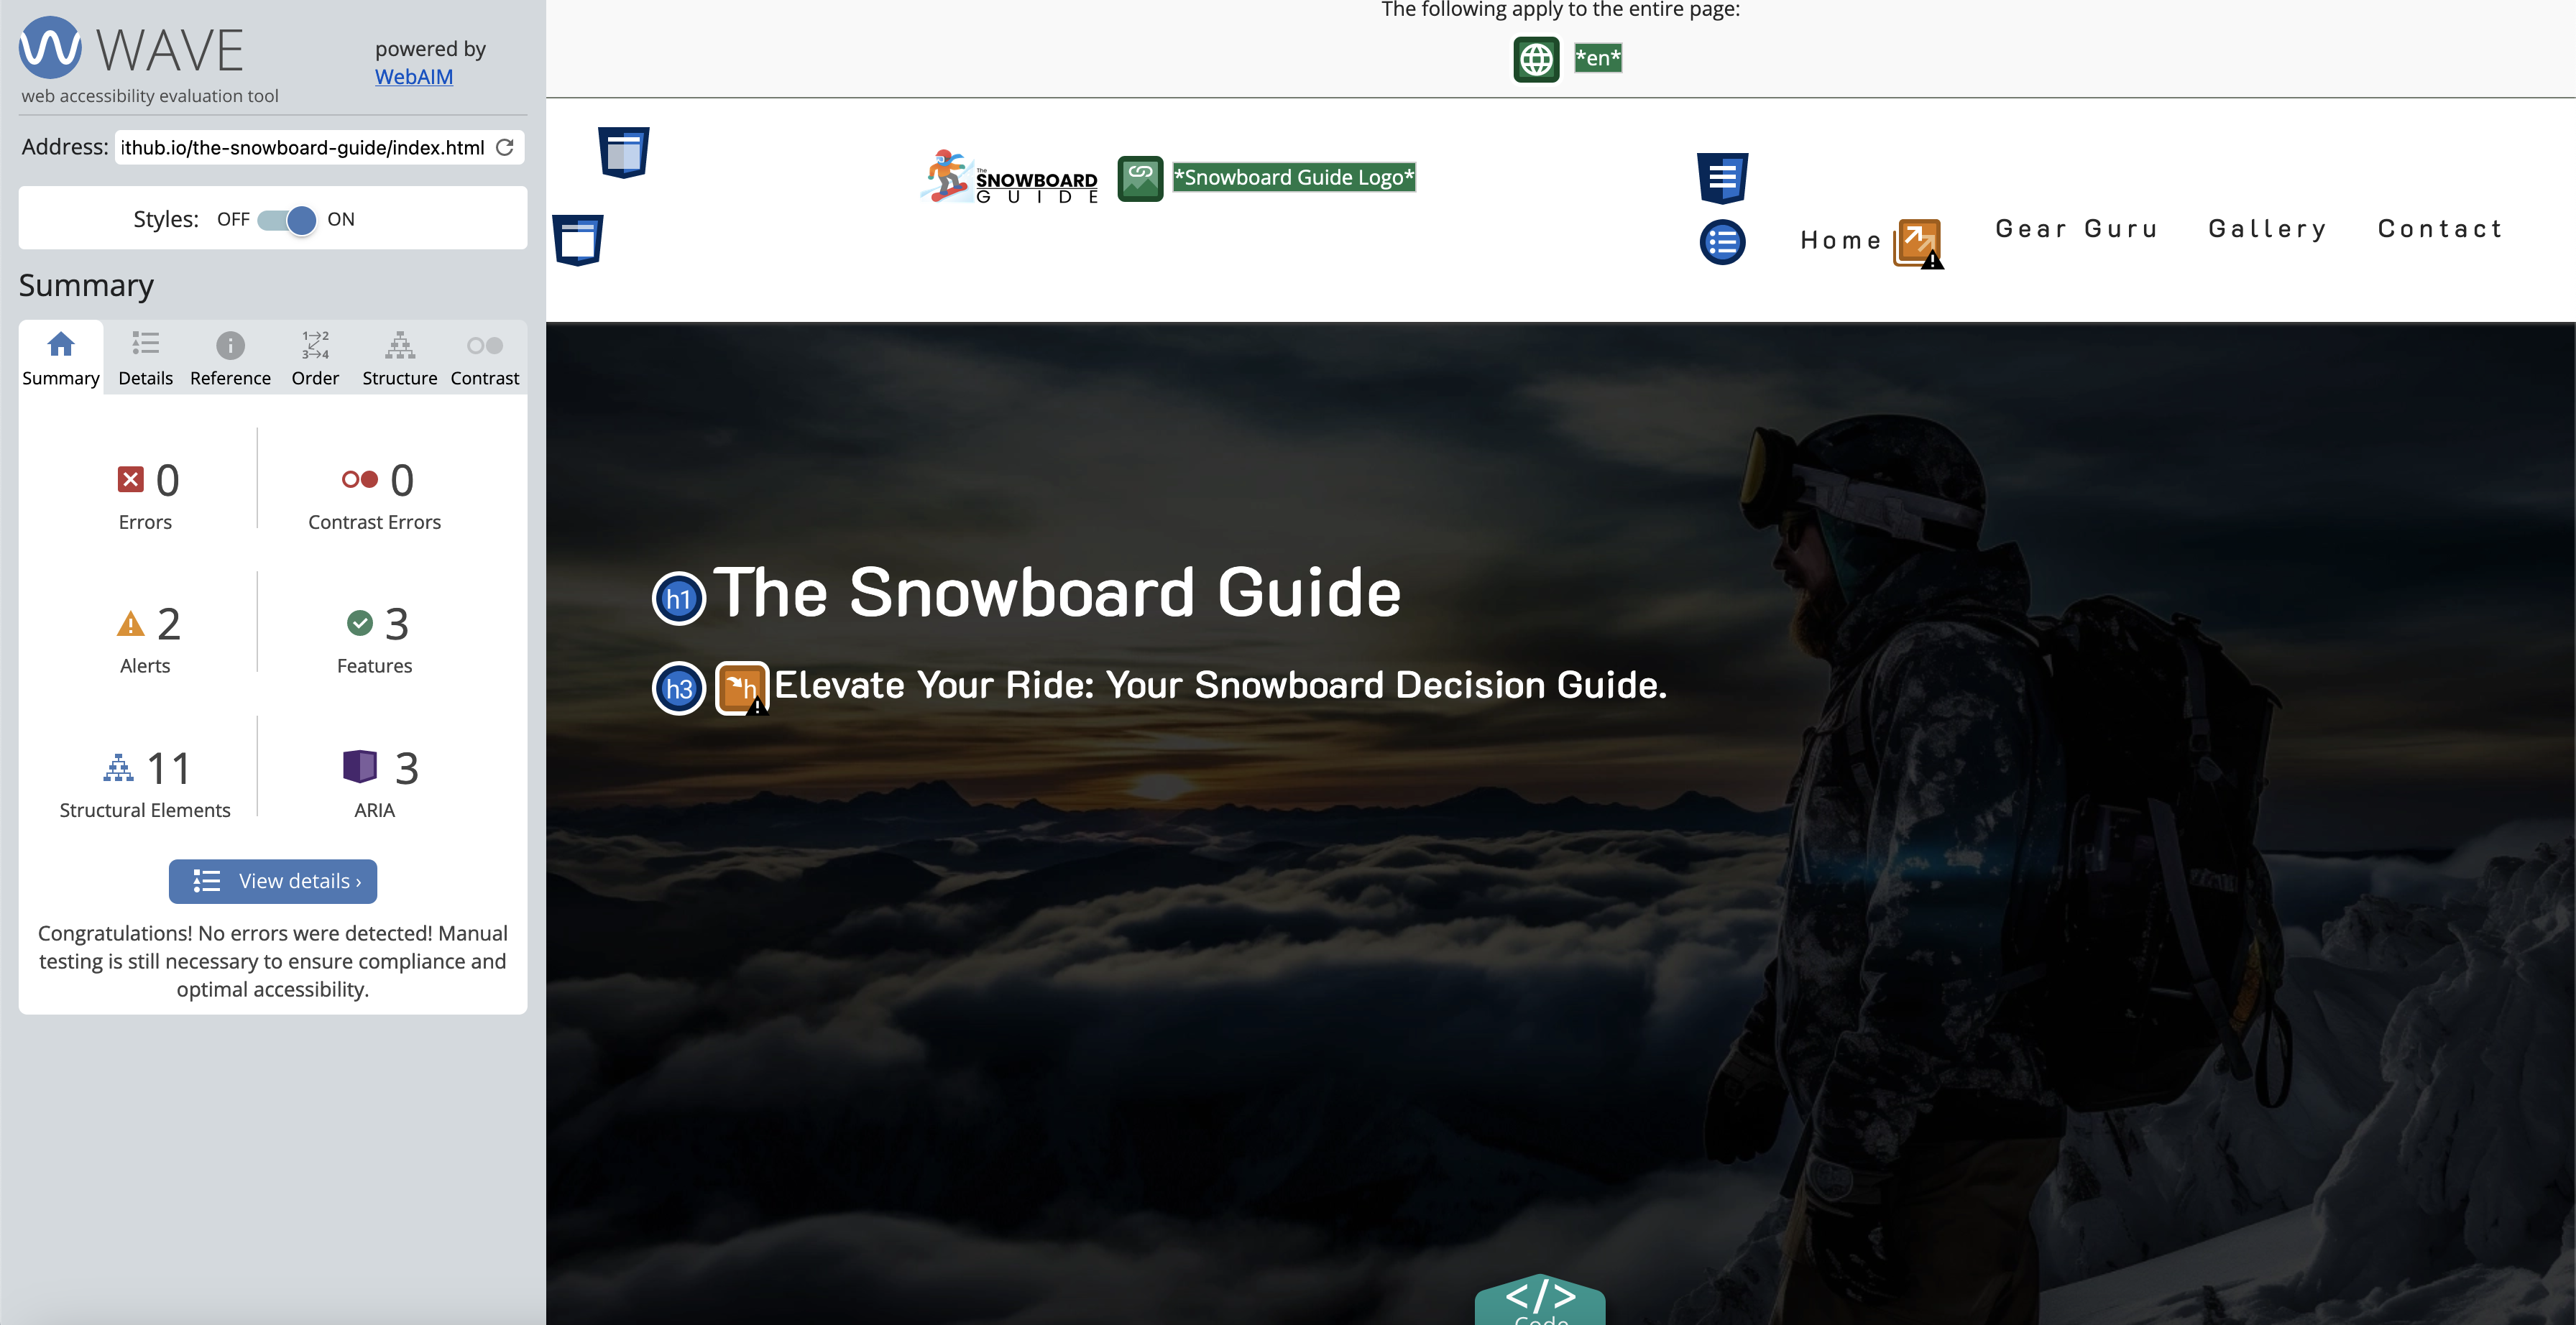 WAVE
powered by
WebAIM
web accessibility evaluation tool
Address: ithub.io/the-snowboard-guide/index.html
Styles: OFF ON
Summary
Summary Details Reference Order Structure Contrast
1→2
3→4
0
Errors
0
Contrast Errors
2
Alerts
3
Features
11
Structural Elements
3
ARIA
View details ›
Congratulations! No errors were detected! Manual
testing is still necessary to ensure compliance and
optimal accessibility.
The following apply to the entire page:
*en*
The
SNOWBOARD
GUIDE
*Snowboard Guide Logo*
Home
Gear Guru
Gallery
Contact
h1 The Snowboard Guide
h3 h Elevate Your Ride: Your Snowboard Decision Guide.
</>
Code